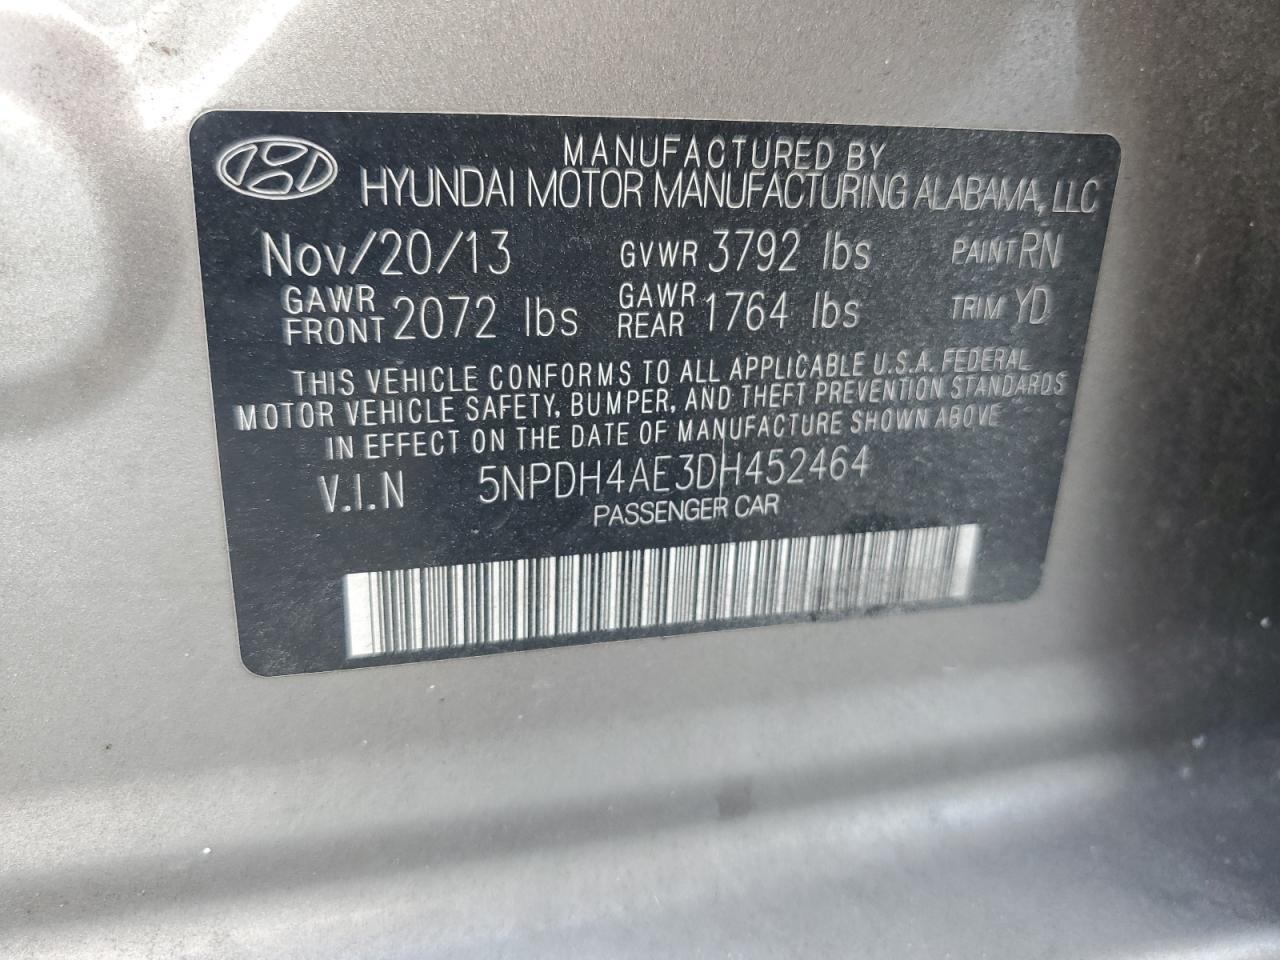 MANUFACTURED BY
HYUNDAI MOTOR MANUFACTURING ALABAMA, LLC
Nov/20/13 GVWR 3792 lbs PAINT RN
GAWR FRONT 2072 lbs GAWR REAR 1764 lbs TRIM YD
THIS VEHICLE CONFORMS TO ALL APPLICABLE U.S.A. FEDERAL
MOTOR VEHICLE SAFETY, BUMPER, AND THEFT PREVENTION STANDARDS
IN EFFECT ON THE DATE OF MANUFACTURE SHOWN ABOVE
V.I.N 5NPDH4AE3DH452464
PASSENGER CAR